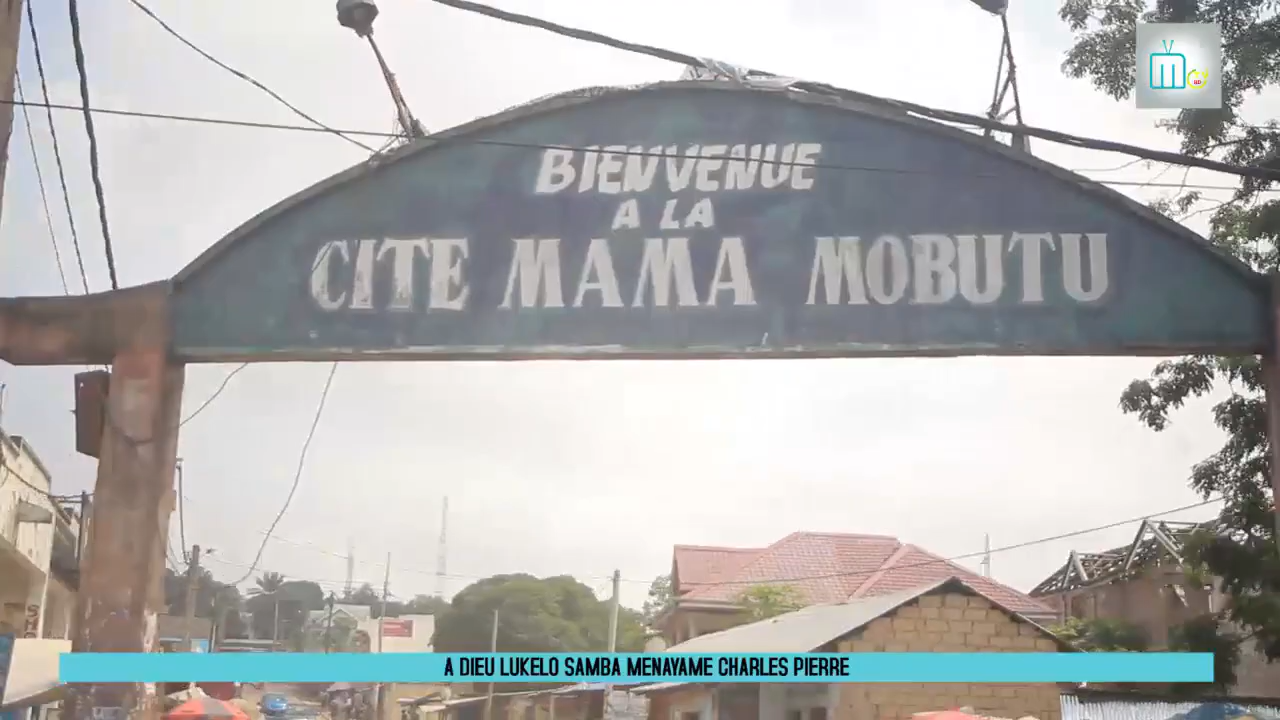 BIENVENUE
A LA
CITE MAMA MOBUTU
A DIEU LUKELO SAMBA MENAYAME CHARLES PIERRE